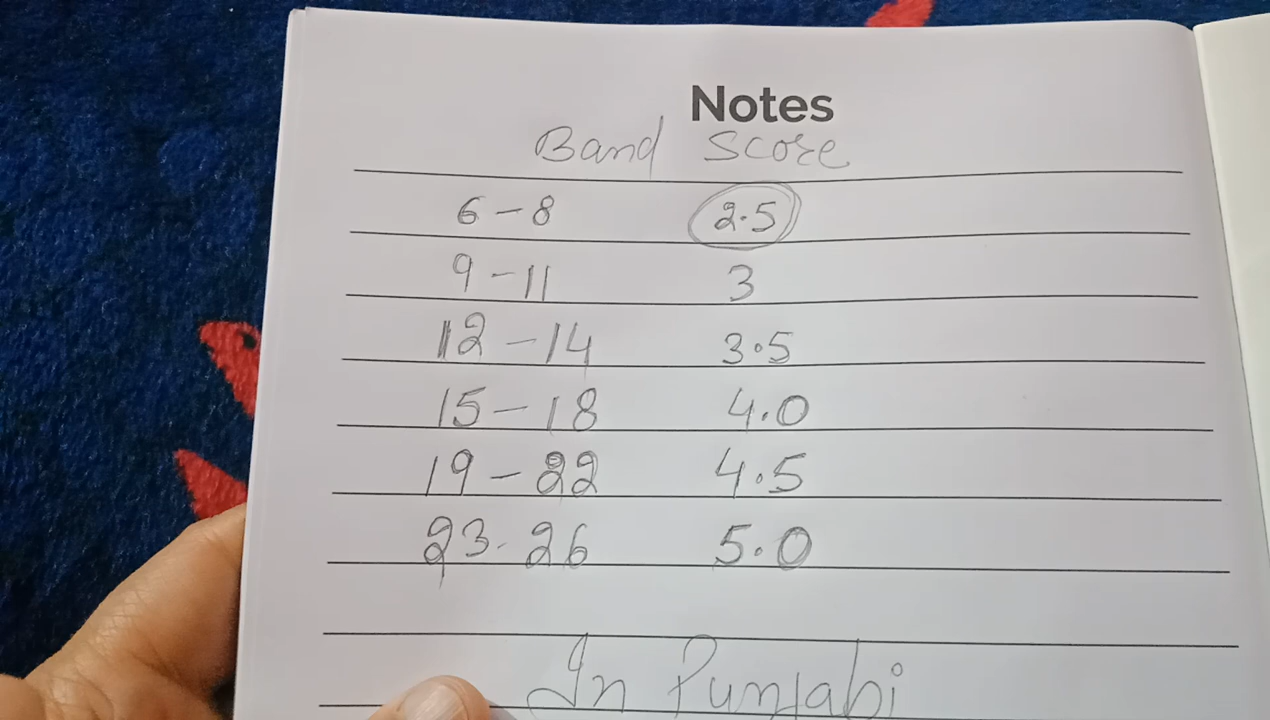 Notes
Band Score
6-8 2.5
9-11 3
12-14 3.5
15-18 4.0
19-22 4.5
23-26 5.0
In Punjabi